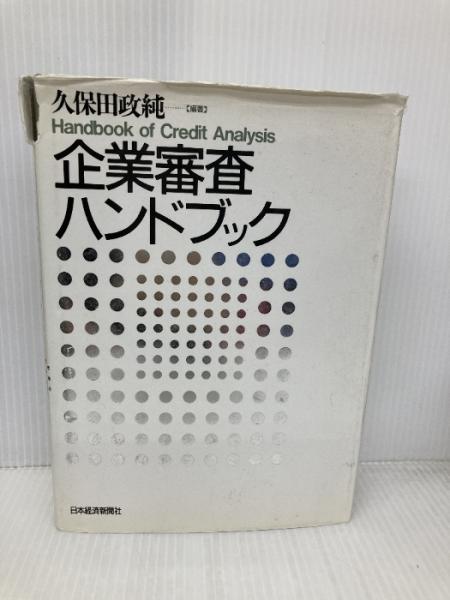 久保田政純………【編著】
Handbook of Credit Analysis
企業審査
ハンドブック
日本経済新聞社